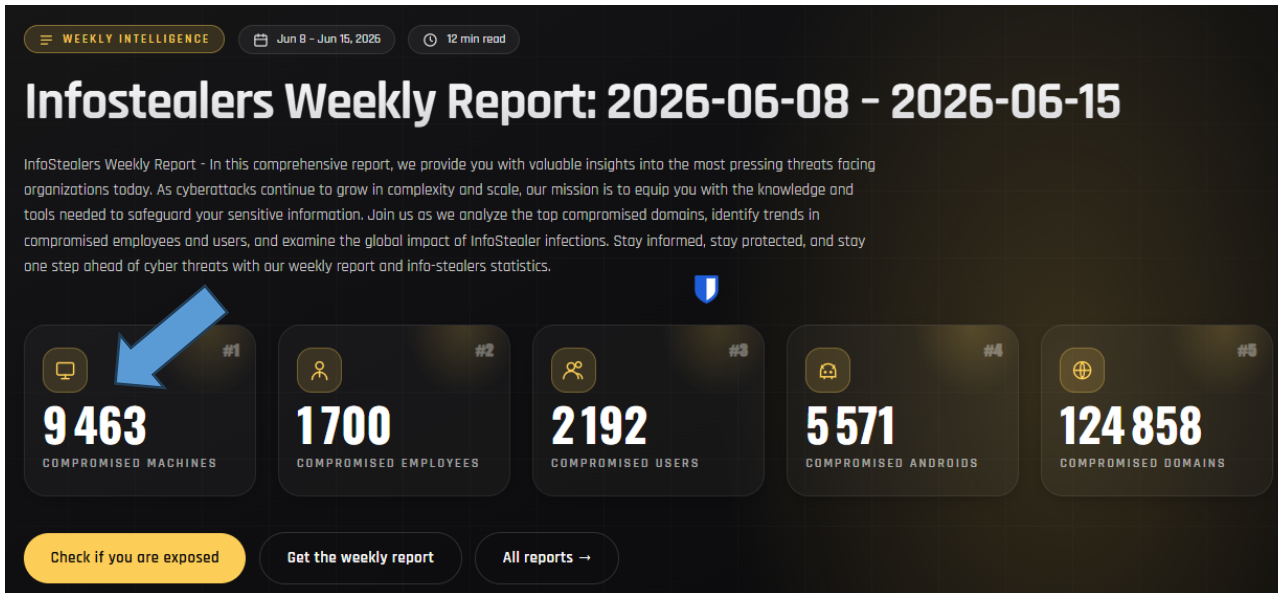 WEEKLY INTELLIGENCE
Jun 8 – Jun 15, 2026
12 min read
Infostealers Weekly Report: 2026-06-08 – 2026-06-15
InfoStealers Weekly Report - In this comprehensive report, we provide you with valuable insights into the most pressing threats facing
organizations today. As cyberattacks continue to grow in complexity and scale, our mission is to equip you with the knowledge and
tools needed to safeguard your sensitive information. Join us as we analyze the top compromised domains, identify trends in
compromised employees and users, and examine the global impact of InfoStealer infections. Stay informed, stay protected, and stay
one step ahead of cyber threats with our weekly report and info-stealers statistics.
#1
9 463
COMPROMISED MACHINES
#2
1 700
COMPROMISED EMPLOYEES
#3
2 192
COMPROMISED USERS
#4
5 571
COMPROMISED ANDROIDS
#5
124 858
COMPROMISED DOMAINS
Check if you are exposed
Get the weekly report
All reports →